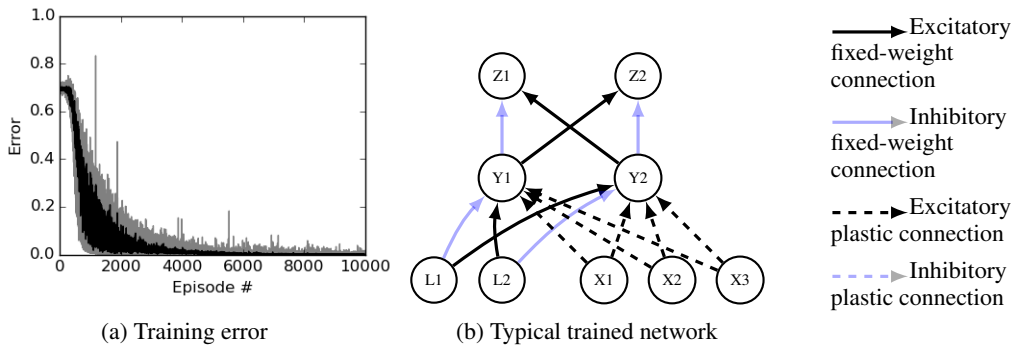 1.0
0.8
0.6
0.4
0.2
0.0
Error
0 2000 4000 6000 8000 10000
Episode #
(a) Training error
Z1 Z2
Y1 Y2
L1 L2 X1 X2 X3
(b) Typical trained network
Excitatory
fixed-weight
connection
Inhibitory
fixed-weight
connection
Excitatory
plastic connection
Inhibitory
plastic connection